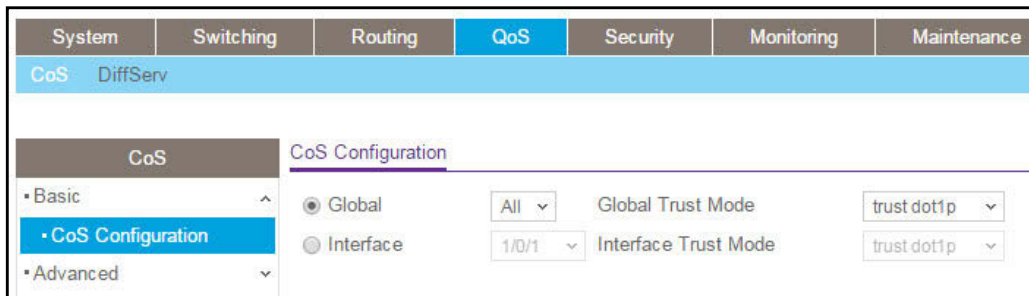 System Switching Routing QoS Security Monitoring Maintenance
CoS DiffServ
CoS
CoS Configuration
Basic
Global All Global Trust Mode trust dot1p
CoS Configuration
Interface 1/0/1 Interface Trust Mode trust dot1p
Advanced